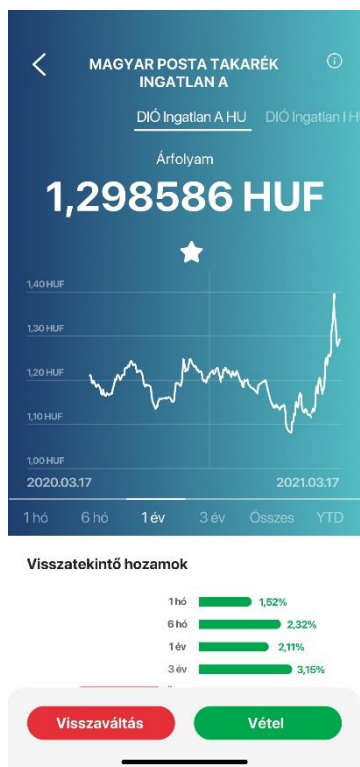 MAGYAR POSTA TAKARÉK
INGATLAN A
DIÓ Ingatlan A HU DIÓ Ingatlan I H
Árfolyam
1,298586 HUF
1,40 HUF
1,30 HUF
1,20 HUF
1,10 HUF
1,00 HUF
2020.03.17 2021.03.17
1 hó 6 hó 1 év 3 év Összes YTD
Visszatekintő hozamok
1 hó 1,52%
6 hó 2,32%
1 év 2,11%
3 év 3,15%
Visszaváltás Vétel